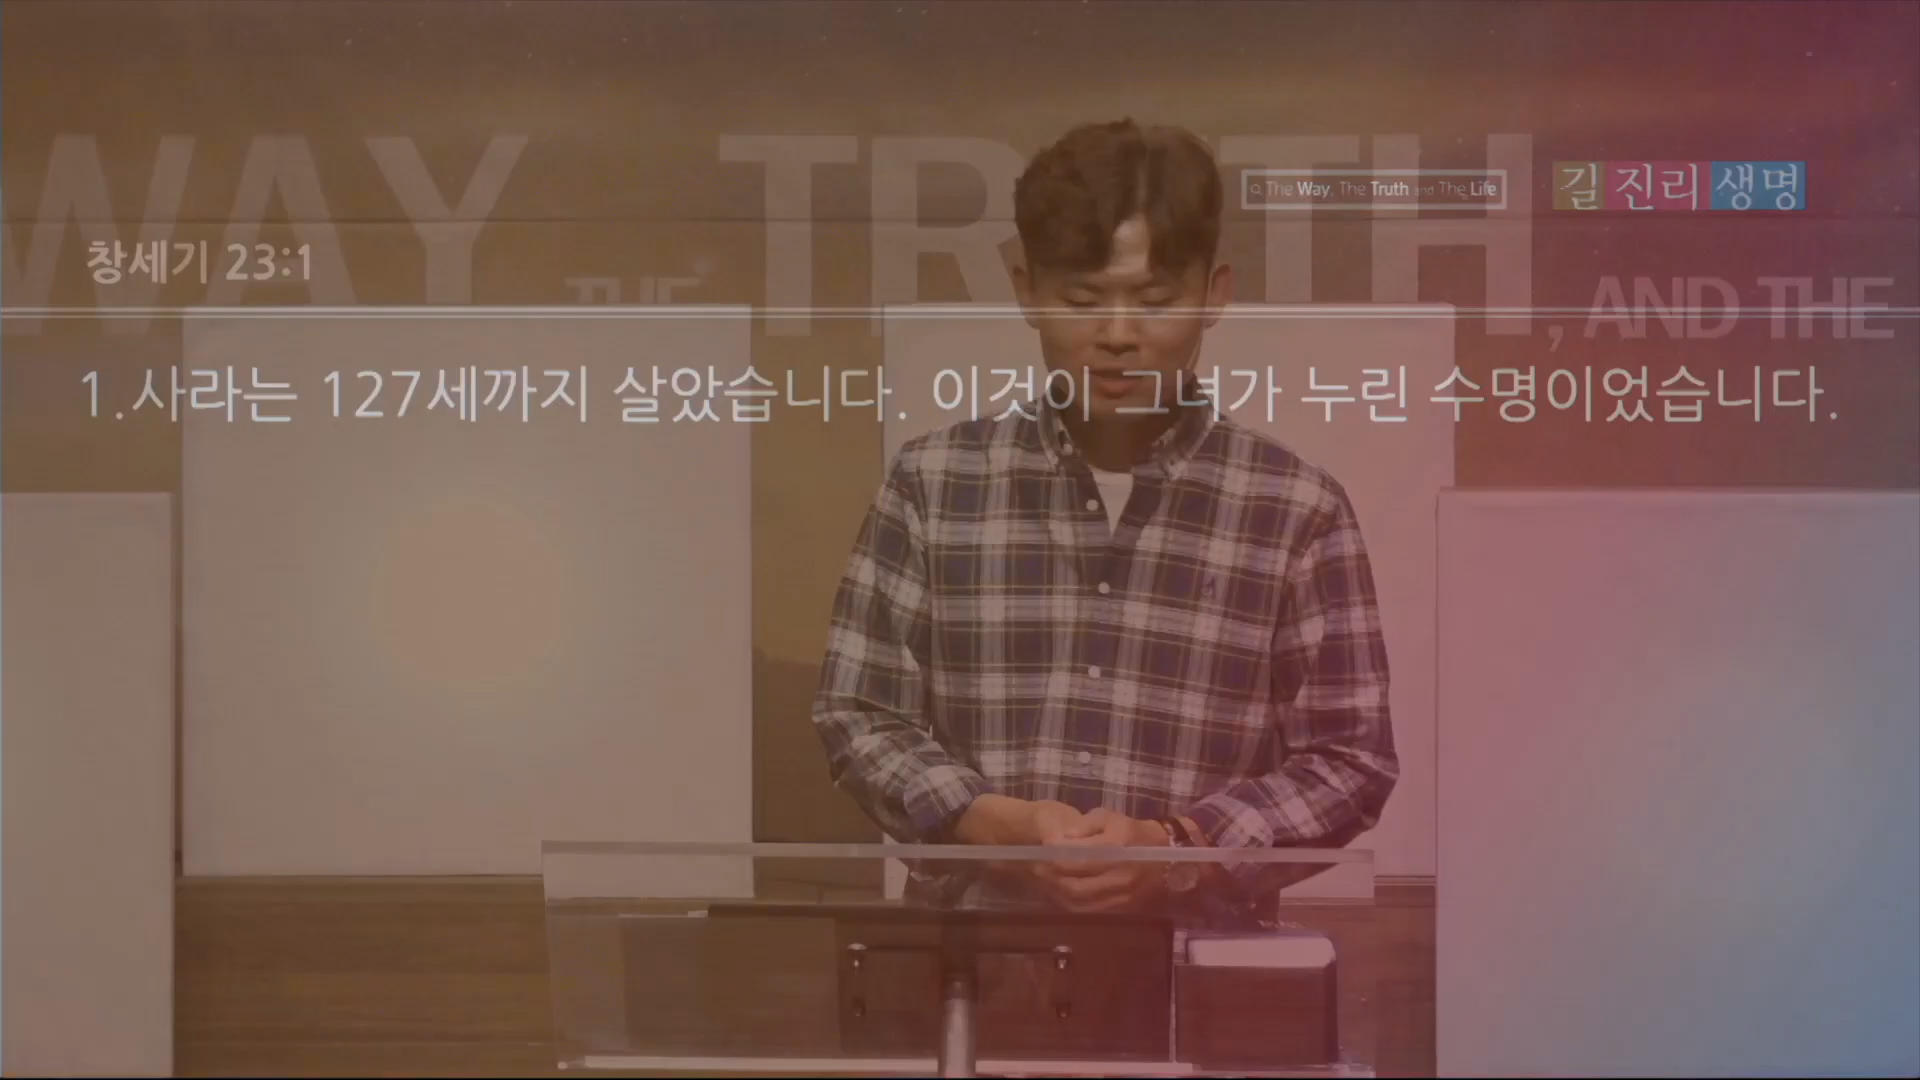 WAY THE TRUTH, AND THE
The Way, The Truth and The Life
길 진리 생명
창세기 23:1
1.사라는 127세까지 살았습니다. 이것이 그녀가 누린 수명이었습니다.